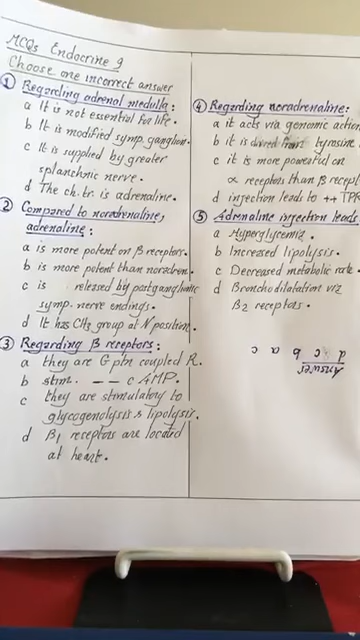 MCQs Endocrine 9
Choose one incorrect answer
① Regarding adrenal medulla:
a It is not essential for life.
b It is modified symp. ganglion.
c It is supplied by greater
splanchnic nerve.
d The ch. tr. is adrenaline.
② Compared to noradrenaline,
adrenaline:
a is more potent on β receptors.
b is more potent than noradren.
c is released by postganglionic
symp. nerve endings.
d It has CH3 group at N position.
③ Regarding β receptors:
a they are G ptn coupled R.
b stim. — — c AMP.
c they are stimulatory to
glycogenolysis & lipolysis.
d β1 receptors are located
at heart.
④ Regarding noradrenaline:
a it acts via genomic action
b it is derived from tyrosine.
c it is more powerful on
α receptors than β recept
d injection leads to ++ TPR
⑤ Adrenaline injection leads
a Hyperglycemia.
b Increased lipolysis.
c Decreased metabolic rate.
d Bronchodilatation via
β2 receptors.
Answers
c a b c d